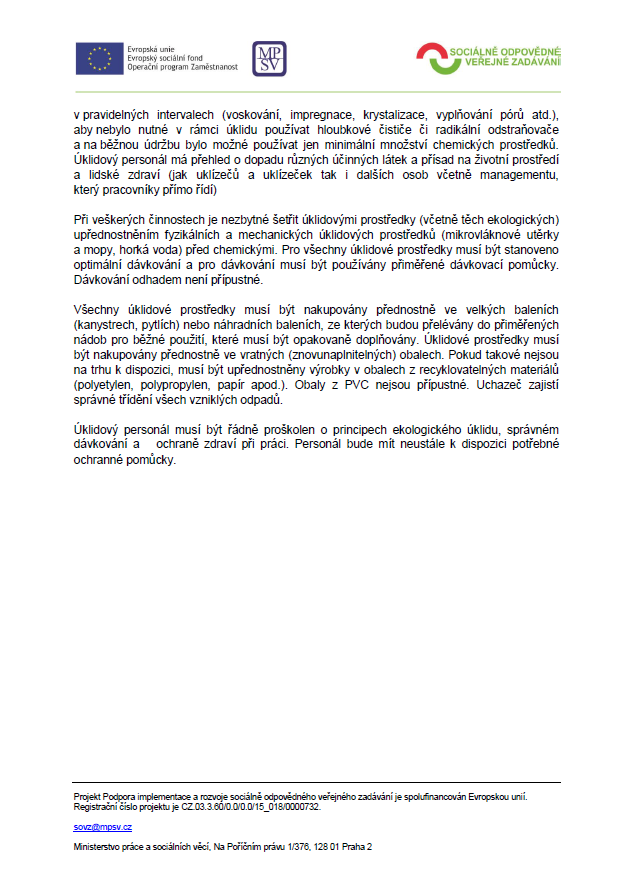 Evropská unie
Evropský sociální fond
Operační program Zaměstnanost
MP
SV
SOCIÁLNĚ ODPOVĚDNÉ
VEŘEJNÉ ZADÁVÁNÍ
v pravidelných intervalech (voskování, impregnace, krystalizace, vyplňování pórů atd.),
aby nebylo nutné v rámci úklidu používat hloubkové čističe či radikální odstraňovače
a na běžnou údržbu bylo možné používat jen minimální množství chemických prostředků.
Úklidový personál má přehled o dopadu různých účinných látek a přísad na životní prostředí
a lidské zdraví (jak uklízečů a uklízeček tak i dalších osob včetně managementu,
který pracovníky přímo řídí)
Při veškerých činnostech je nezbytné šetřit úklidovými prostředky (včetně těch ekologických)
upřednostněním fyzikálních a mechanických úklidových prostředků (mikrovláknové utěrky
a mopy, horká voda) před chemickými. Pro všechny úklidové prostředky musí být stanoveno
optimální dávkování a pro dávkování musí být používány přiměřené dávkovací pomůcky.
Dávkování odhadem není přípustné.
Všechny úklidové prostředky musí být nakupovány přednostně ve velkých baleních
(kanystrech, pytlích) nebo náhradních baleních, ze kterých budou přelévány do přiměřených
nádob pro běžné použití, které musí být opakovaně doplňovány. Úklidové prostředky musí
být nakupovány přednostně ve vratných (znovunaplnitelných) obalech. Pokud takové nejsou
na trhu k dispozici, musí být upřednostněny výrobky v obalech z recyklovatelných materiálů
(polyetylen, polypropylen, papír apod.). Obaly z PVC nejsou přípustné. Uchazeč zajistí
správné třídění všech vzniklých odpadů.
Úklidový personál musí být řádně proškolen o principech ekologického úklidu, správném
dávkování a ochraně zdraví při práci. Personál bude mít neustále k dispozici potřebné
ochranné pomůcky.
Projekt Podpora implementace a rozvoje sociálně odpovědného veřejného zadávání je spolufinancován Evropskou unií.
Registrační číslo projektu je CZ.03.3.60/0.0/0.0/15_018/0000732.
sovz@mpsv.cz
Ministerstvo práce a sociálních věcí, Na Poříčním právu 1/376, 128 01 Praha 2